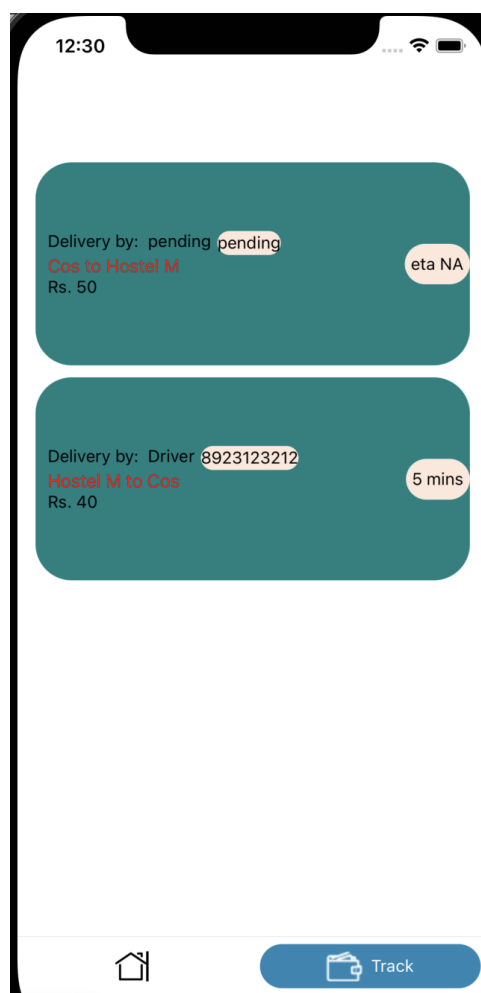 12:30
Delivery by: pending pending
Cos to Hostel M
Rs. 50
eta NA
Delivery by: Driver 8923123212
Hostel M to Cos
Rs. 40
5 mins
Track